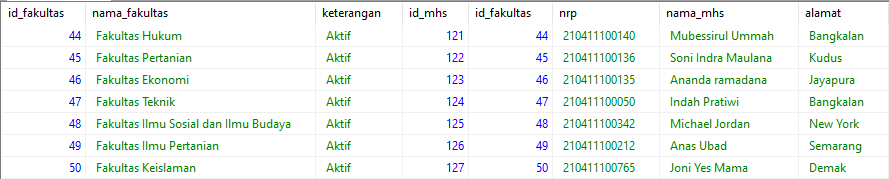 id_fakultas nama_fakultas keterangan id_mhs id_fakultas nrp nama_mhs alamat
44 Fakultas Hukum Aktif 121 44 210411100140 Mubessirul Ummah Bangkalan
45 Fakultas Pertanian Aktif 122 45 210411100136 Soni Indra Maulana Kudus
46 Fakultas Ekonomi Aktif 123 46 210411100135 Ananda ramadana Jayapura
47 Fakultas Teknik Aktif 124 47 210411100050 Indah Pratiwi Bangkalan
48 Fakultas Ilmu Sosial dan Ilmu Budaya Aktif 125 48 210411100342 Michael Jordan New York
49 Fakultas Ilmu Pertanian Aktif 126 49 210411100212 Anas Ubad Semarang
50 Fakultas Keislaman Aktif 127 50 210411100765 Joni Yes Mama Demak